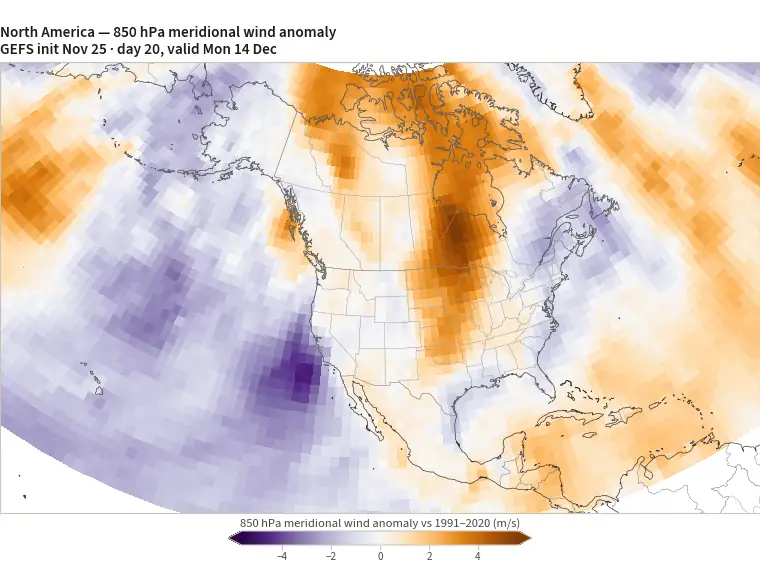 North America — 850 hPa meridional wind anomaly
GEFS init Nov 25 · day 20, valid Mon 14 Dec
850 hPa meridional wind anomaly vs 1991–2020 (m/s)
−4 −2 0 2 4